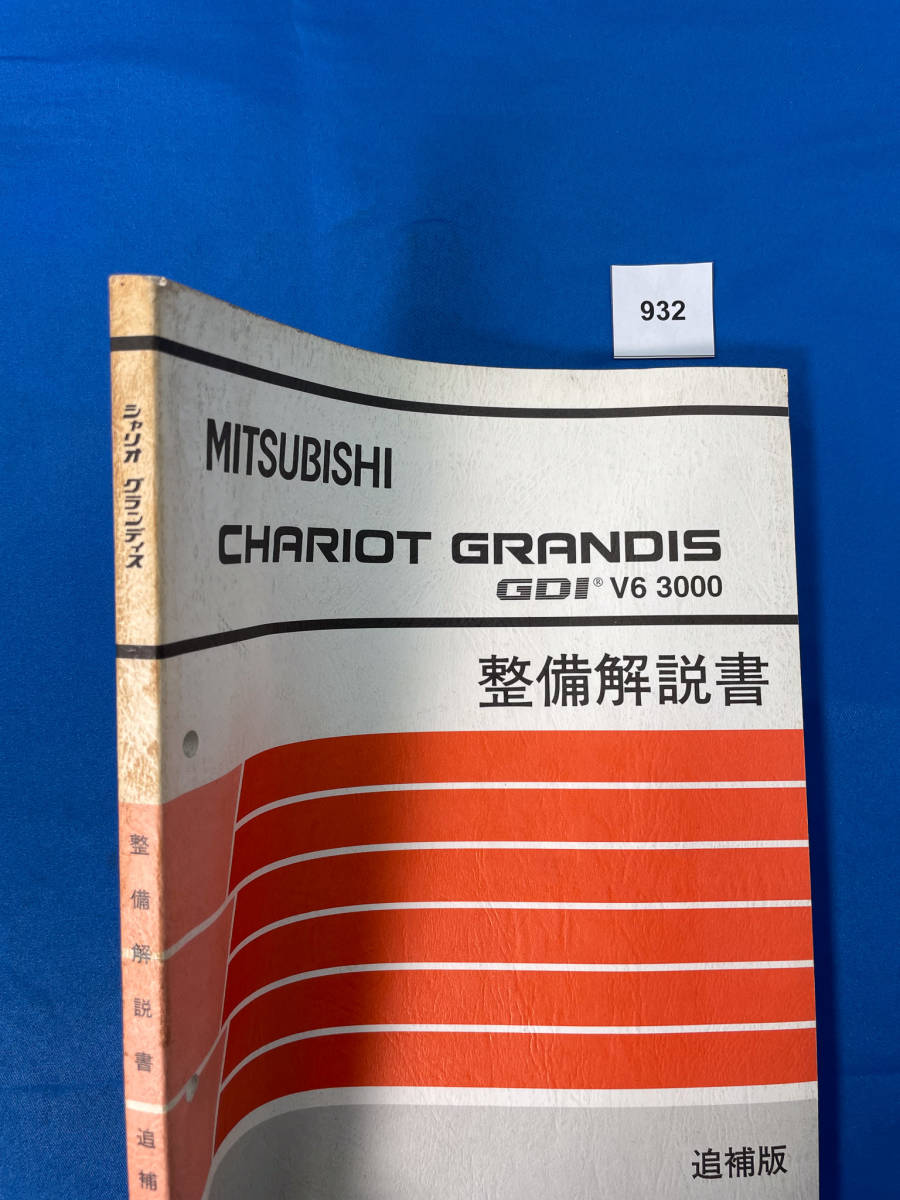 932
MITSUBISHI
CHARIOT GRANDIS
GDI® V6 3000
整備解説書
追補版
シャリオ グランディス
整備解説書 追補